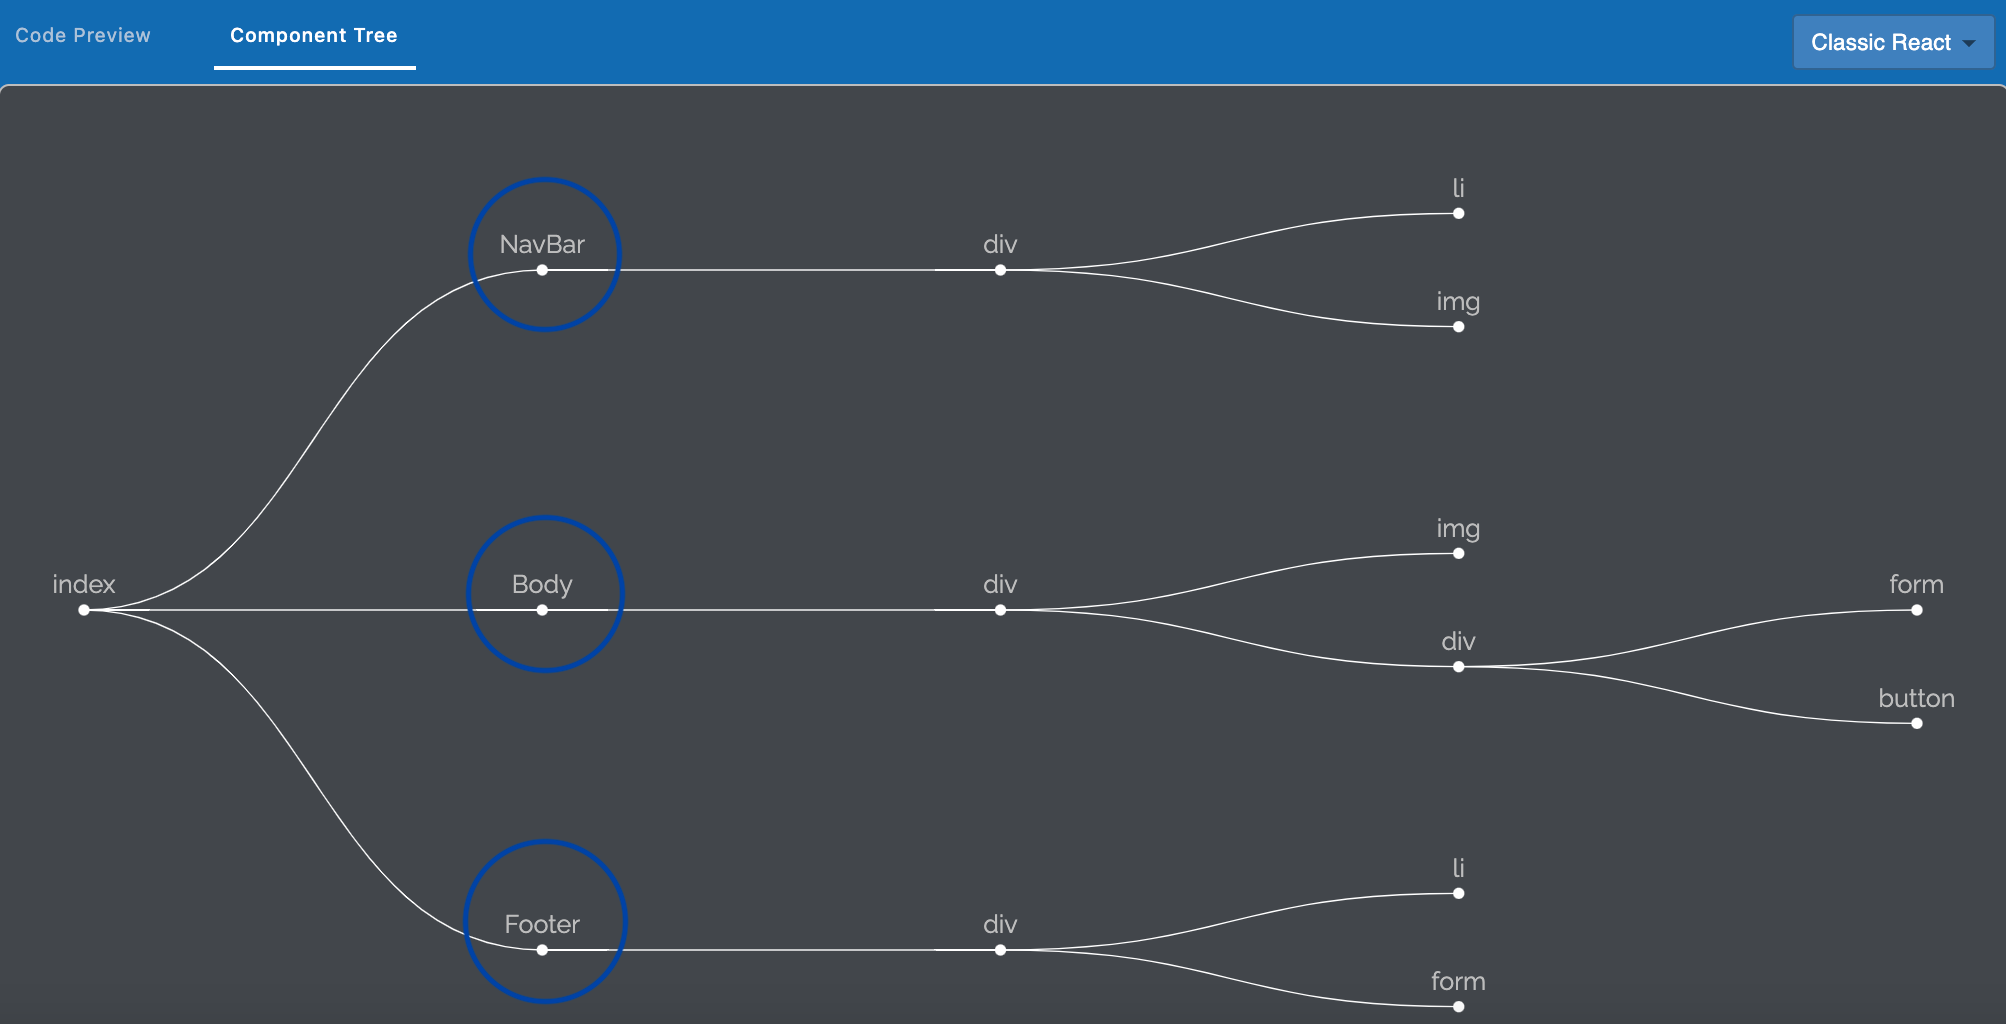 Code Preview
Component Tree
Classic React
li
NavBar
div
img
img
index
Body
div
form
div
button
li
Footer
div
form